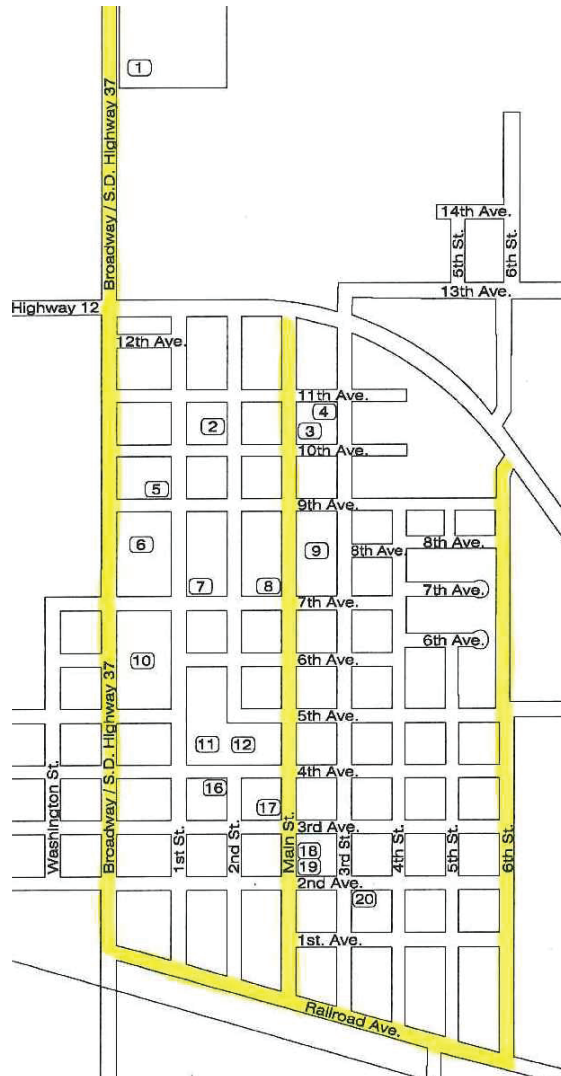 1
Broadway / S.D. Highway 37
14th Ave.
5th St.
6th St.
13th Ave.
Highway 12
12th Ave.
11th Ave.
4
2
3
10th Ave.
5
9th Ave.
6
9
8th Ave.
8th Ave.
7
8
7th Ave.
7th Ave.
6th Ave.
10
6th Ave.
5th Ave.
11
12
4th Ave.
16
17
3rd Ave.
Washington St.
Broadway / S.D. Highway 37
1st St.
2nd St.
Main St.
3rd St.
4th St.
5th St.
6th St.
18
19
2nd Ave.
20
1st. Ave.
Railroad Ave.